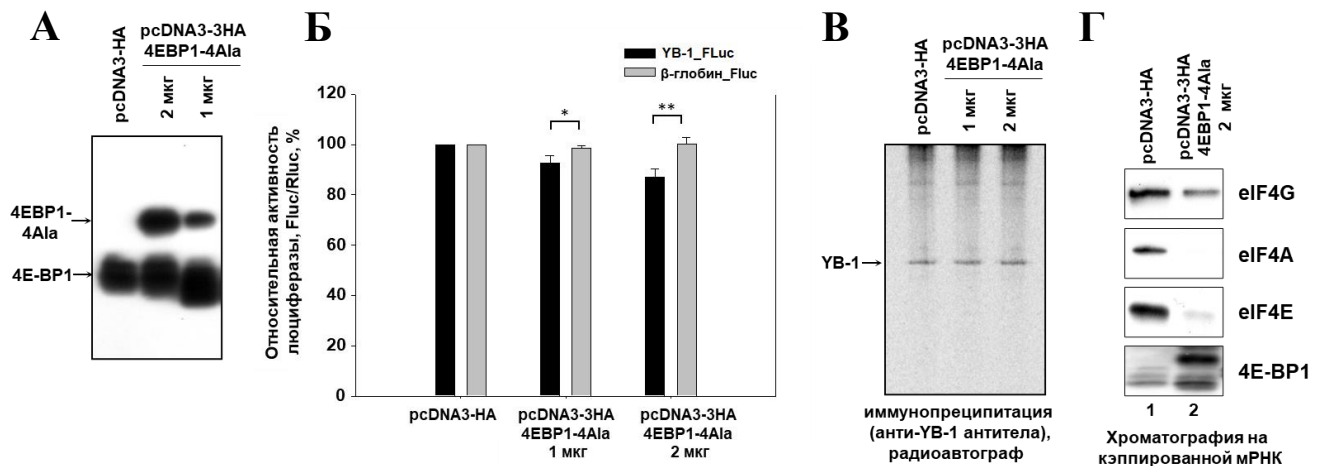 А
pcDNA3-HA
pcDNA3-3HA
4EBP1-4Ala
2 мкг
1 мкг
4EBP1-
4Ala
4E-BP1
Б
YB-1_FLuc
β-глобин_Fluc
Относительная активность
люциферазы, Fluc/Rluc, %
120
100
80
60
40
20
0
*
**
pcDNA3-HA
pcDNA3-3HA
4EBP1-4Ala
1 мкг
pcDNA3-3HA
4EBP1-4Ala
2 мкг
В
pcDNA3-HA
pcDNA3-3HA
4EBP1-4Ala
1 мкг
2 мкг
YB-1
иммунопреципитация
(анти-YB-1 антитела),
радиоавтограф
Г
pcDNA3-HA
pcDNA3-3HA
4EBP1-4Ala
2 мкг
eIF4G
eIF4A
eIF4E
4E-BP1
1 2
Хроматография на
кэппированной мРНК